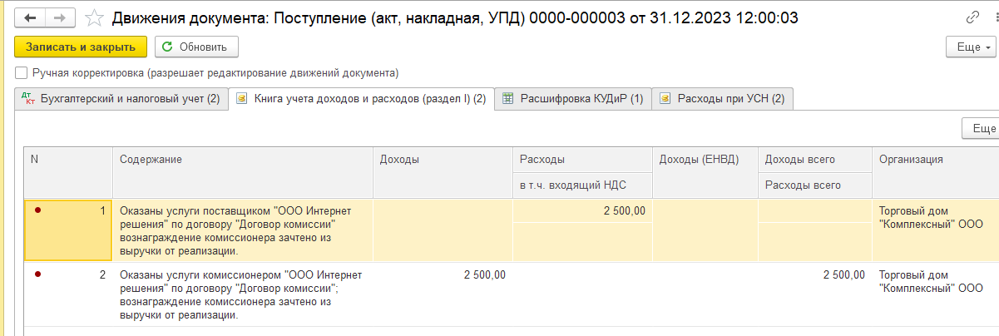 Движения документа: Поступление (акт, накладная, УПД) 0000-000003 от 31.12.2023 12:00:03
Записать и закрыть
Обновить
Еще
Ручная корректировка (разрешает редактирование движений документа)
Дт Кт Бухгалтерский и налоговый учет (2)
Книга учета доходов и расходов (раздел I) (2)
Расшифровка КУДиР (1)
Расходы при УСН (2)
Еще
N
Содержание
Доходы
Расходы
Доходы (ЕНВД)
Доходы всего
Организация
в т.ч. входящий НДС
Расходы всего
1
Оказаны услуги поставщиком "ООО Интернет
решения" по договору "Договор комиссии"
вознаграждение комиссионера зачтено из
выручки от реализации.
2 500,00
Торговый дом
"Комплексный" ООО
2
Оказаны услуги комиссионером "ООО Интернет
решения" по договору "Договор комиссии";
вознаграждение комиссионера зачтено из
выручки от реализации.
2 500,00
2 500,00
Торговый дом
"Комплексный" ООО